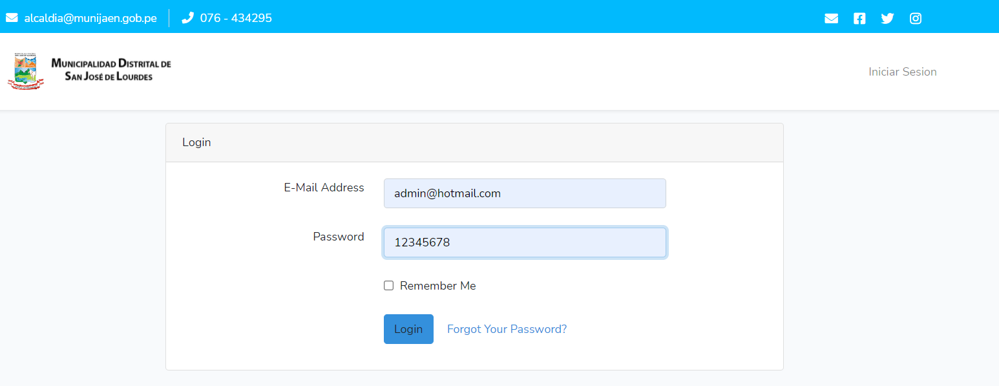 alcaldia@munijaen.gob.pe 076 - 434295
MUNICIPALIDAD DISTRITAL DE
SAN JOSÉ DE LOURDES
Iniciar Sesion
Login
E-Mail Address admin@hotmail.com
Password 12345678
Remember Me
Login Forgot Your Password?